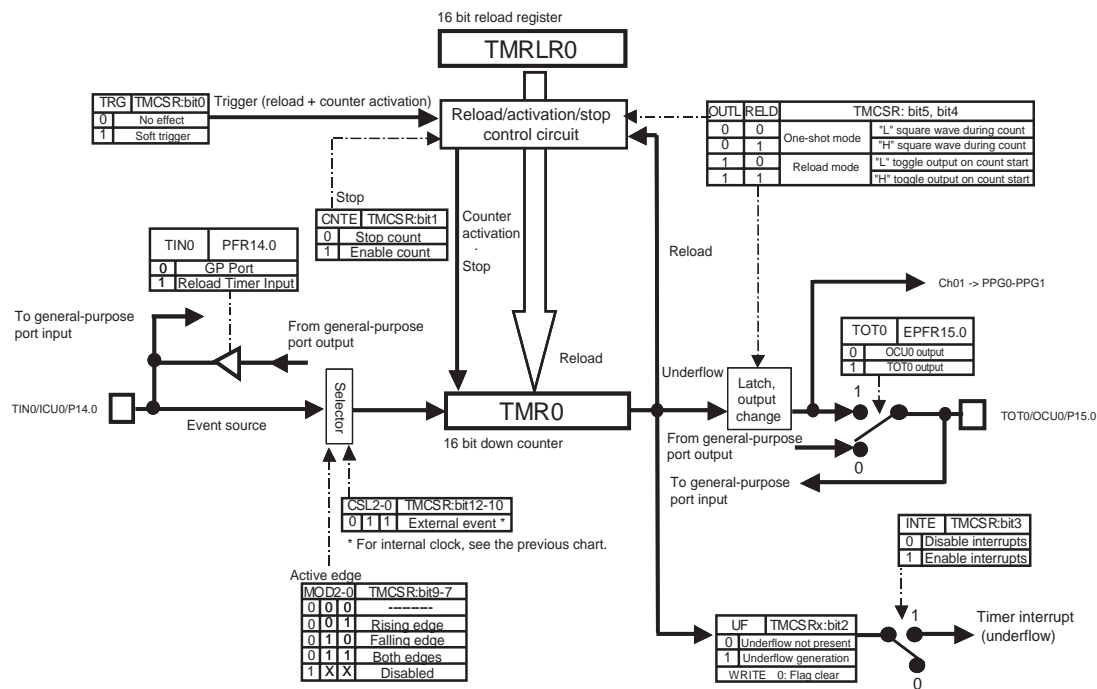 16 bit reload register
TMRLR0
TRG TMCSR:bit0
0 No effect
1 Soft trigger
Trigger (reload + counter activation)
Reload/activation/stop
control circuit
OUTL RELD TMCSR: bit5, bit4
0 0 One-shot mode "L" square wave during count
0 1 "H" square wave during count
1 0 Reload mode "L" toggle output on count start
1 1 "H" toggle output on count start
Stop
CNTE TMCSR:bit1
0 Stop count
1 Enable count
Counter
activation
·
Stop
Reload
TIN0 PFR14.0
0 GP Port
1 Reload Timer Input
Ch01 -> PPG0-PPG1
To general-purpose
port input
From general-purpose
port output
TOT0 EPFR15.0
0 OCU0 output
1 TOT0 output
Reload
Underflow
TIN0/ICU0/P14.0
Event source
Selector
TMR0
16 bit down counter
Latch,
output
change
1
0
TOT0/OCU0/P15.0
From general-purpose
port output
To general-purpose
port input
CSL2-0 TMCSR:bit12-10
0 1 1 External event *
* For internal clock, see the previous chart.
INTE TMCSR:bit3
0 Disable interrupts
1 Enable interrupts
Active edge
MOD2-0 TMCSR:bit9-7
0 0 0 ----------
0 0 1 Rising edge
0 1 0 Falling edge
0 1 1 Both edges
1 X X Disabled
UF TMCSRx:bit2
0 Underflow not present
1 Underflow generation
WRITE 0: Flag clear
1
0
Timer interrupt
(underflow)